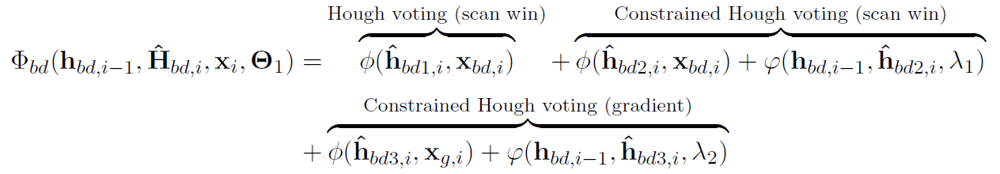 Hough voting (scan win) Constrained Hough voting (scan win)
Φ_{bd}(𝐡_{bd,i−1}, 𝐇̂_{bd,i}, 𝐱_i, 𝚯_1) = ϕ(𝐡̂_{bd1,i}, 𝐱_{bd,i}) + ϕ(𝐡̂_{bd2,i}, 𝐱_{bd,i}) + φ(𝐡_{bd,i−1}, 𝐡̂_{bd2,i}, λ_1)
Constrained Hough voting (gradient)
+ ϕ(𝐡̂_{bd3,i}, 𝐱_{g,i}) + φ(𝐡_{bd,i−1}, 𝐡̂_{bd3,i}, λ_2)